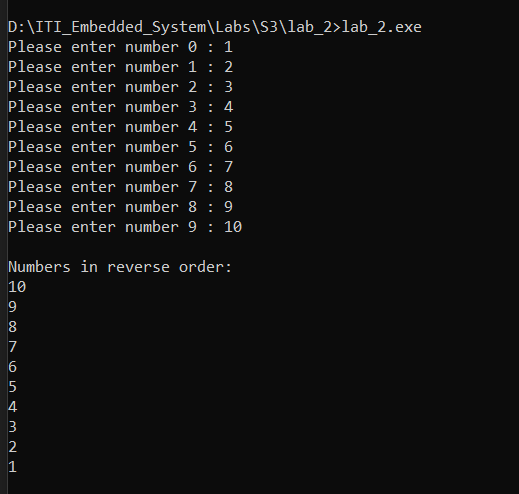 D:\ITI_Embedded_System\Labs\S3\lab_2>lab_2.exe
Please enter number 0 : 1
Please enter number 1 : 2
Please enter number 2 : 3
Please enter number 3 : 4
Please enter number 4 : 5
Please enter number 5 : 6
Please enter number 6 : 7
Please enter number 7 : 8
Please enter number 8 : 9
Please enter number 9 : 10
Numbers in reverse order:
10
9
8
7
6
5
4
3
2
1